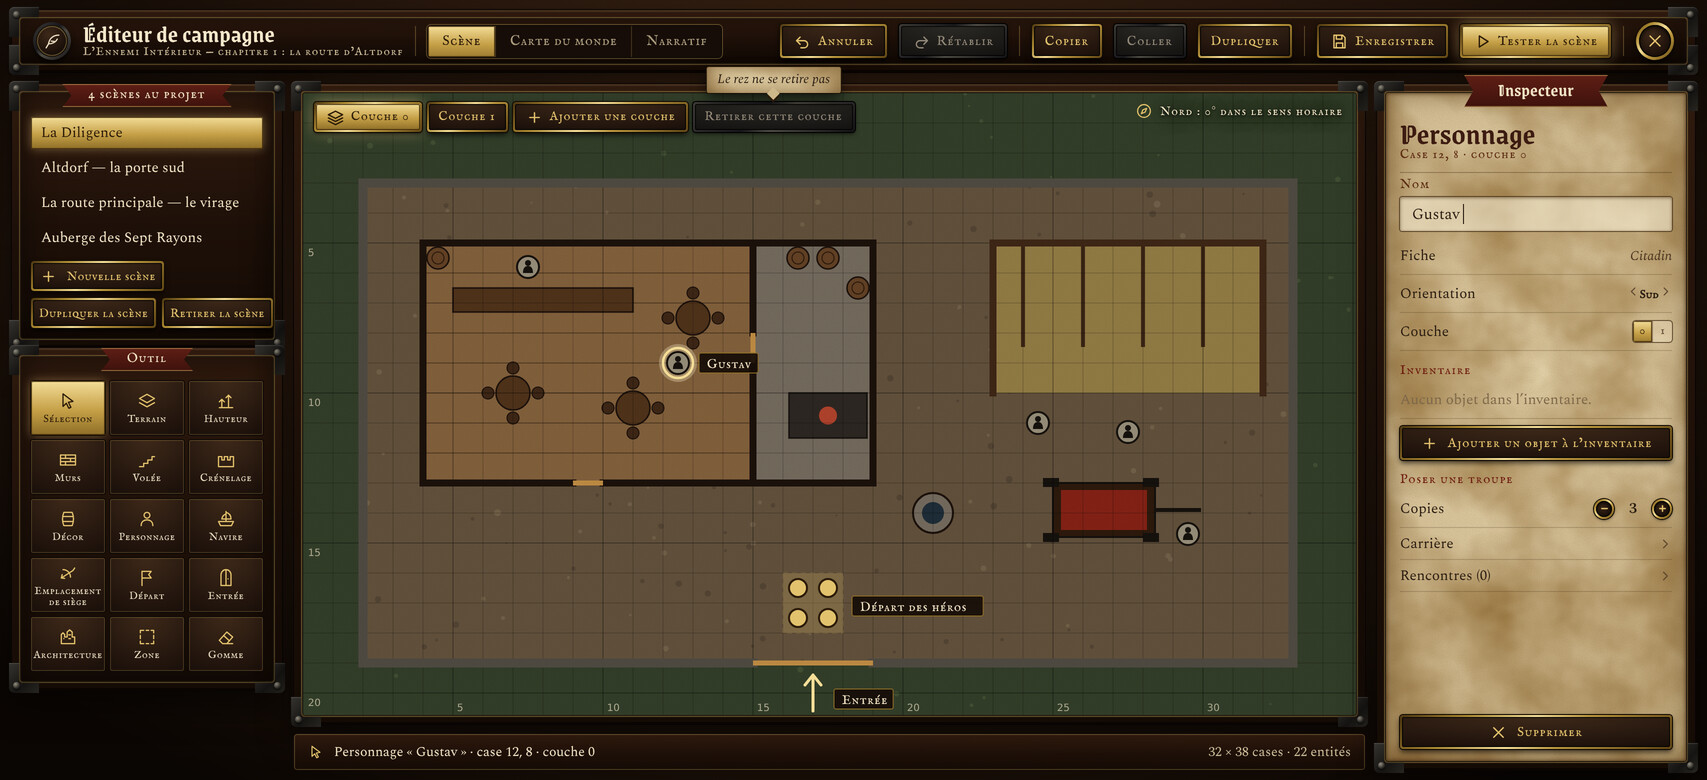 Éditeur de campagne
L'Ennemi Intérieur — chapitre 1 : la route d'Altdorf
Scène
Carte du monde
Narratif
Annuler
Rétablir
Copier
Coller
Dupliquer
Enregistrer
Tester la scène
Le rez ne se retire pas
4 scènes au projet
La Diligence
Altdorf — la porte sud
La route principale — le virage
Auberge des Sept Rayons
Nouvelle scène
Dupliquer la scène
Retirer la scène
Outil
Sélection
Terrain
Hauteur
Murs
Volée
Crénelage
Décor
Personnage
Navire
Emplacement
de siège
Départ
Entrée
Architecture
Zone
Gomme
Couche 0
Couche 1
Ajouter une couche
Retirer cette couche
Nord : 0° dans le sens horaire
5
10
15
20
5
10
15
20
25
30
Gustav
Départ des héros
Entrée
Personnage « Gustav » · case 12, 8 · couche 0
32 × 38 cases · 22 entités
Inspecteur
Personnage
Case 12, 8 · couche 0
Nom
Gustav
Fiche
Citadin
Orientation
Sud
Couche
0
1
Inventaire
Aucun objet dans l'inventaire.
Ajouter un objet à l'inventaire
Poser une troupe
Copies
3
Carrière
Rencontres (0)
Supprimer